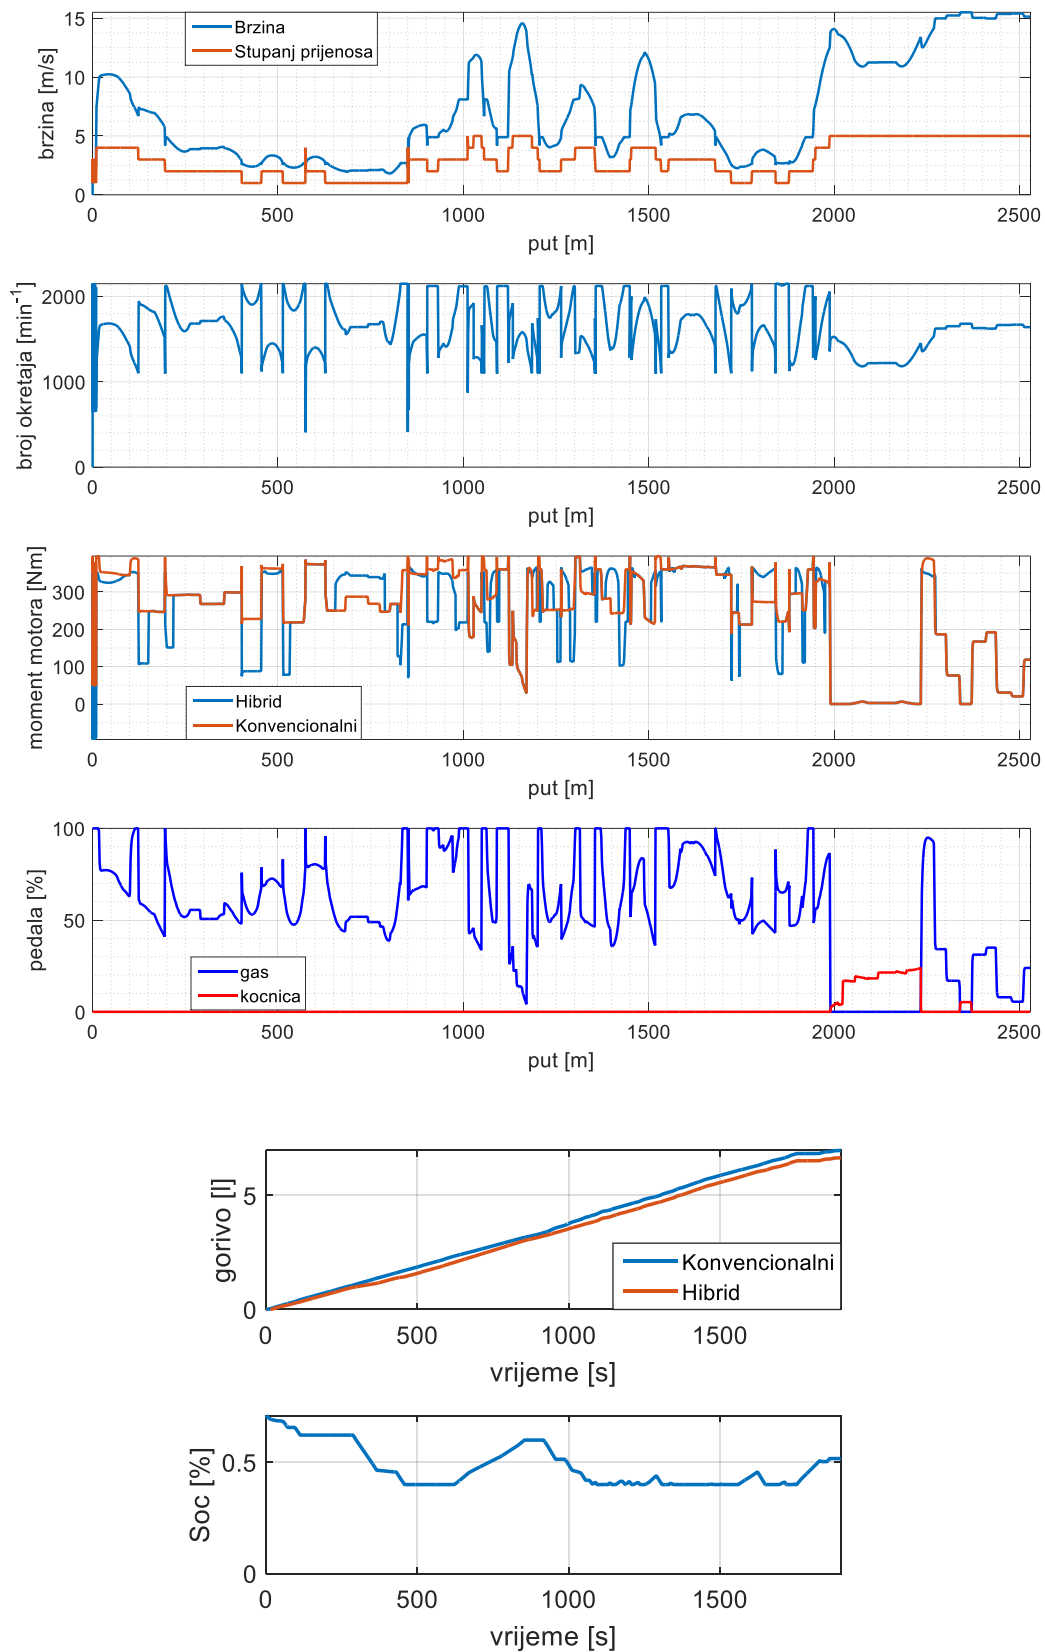 15
10
5
0
brzina [m/s]
Brzina
Stupanj prijenosa
0 500 1000 1500 2000 2500
put [m]
2000
1000
0
broj okretaja [min-1]
0 500 1000 1500 2000 2500
put [m]
300
200
100
0
moment motora [Nm]
Hibrid
Konvencionalni
0 500 1000 1500 2000 2500
put [m]
100
50
0
pedala [%]
gas
kocnica
0 500 1000 1500 2000 2500
put [m]
5
0
gorivo [l]
Konvencionalni
Hibrid
0 500 1000 1500
vrijeme [s]
0.5
0
Soc [%]
0 500 1000 1500
vrijeme [s]